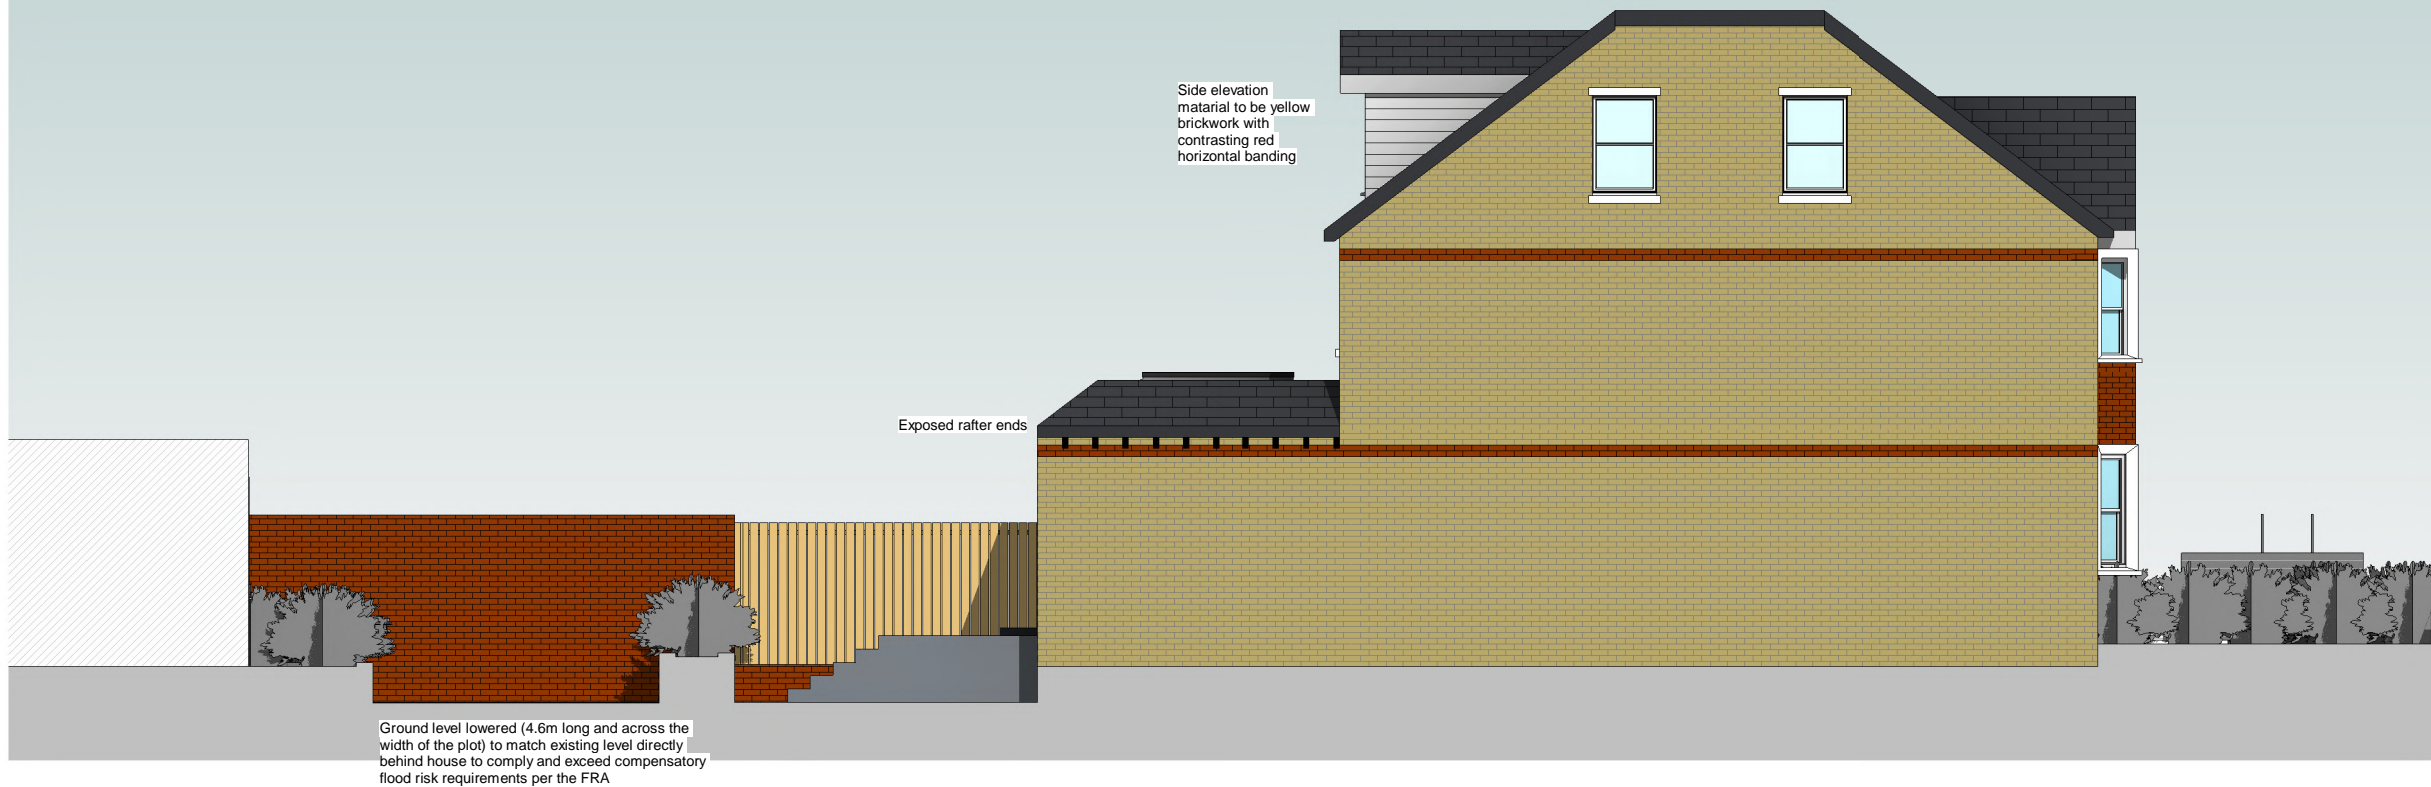 Side elevation
matarial to be yellow
brickwork with
contrasting red
horizontal banding
Exposed rafter ends
Ground level lowered (4.6m long and across the
width of the plot) to match existing level directly
behind house to comply and exceed compensatory
flood risk requirements per the FRA